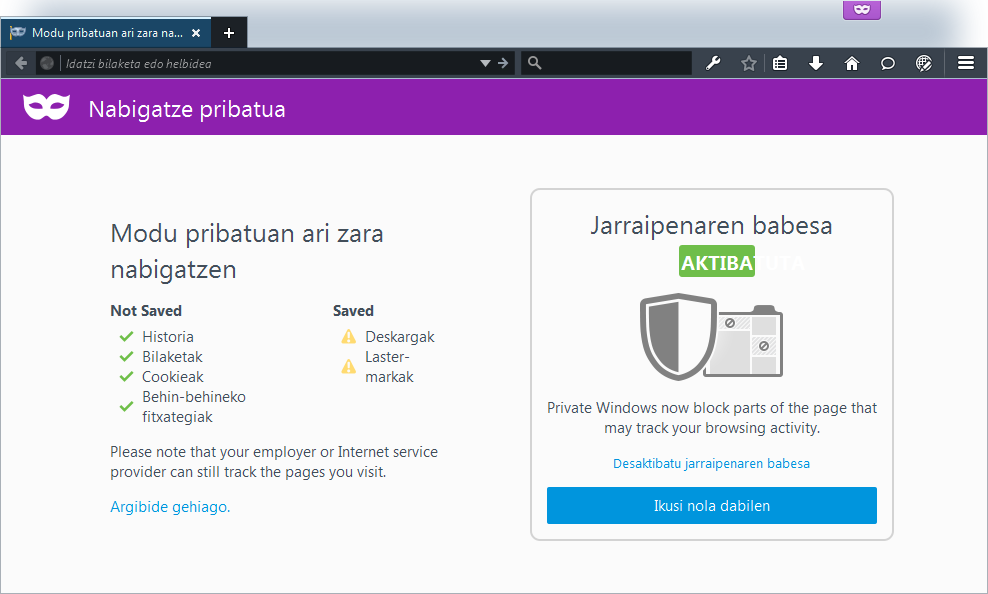 Modu pribatuan ari zara na...
Idatzi bilaketa edo helbidea
Nabigatze pribatua
Modu pribatuan ari zara
nabigatzen
Not Saved
Historia
Bilaketak
Cookieak
Behin-behineko
fitxategiak
Saved
Deskargak
Laster-
markak
Please note that your employer or Internet service
provider can still track the pages you visit.
Argibide gehiago.
Jarraipenaren babesa
AKTIBATUTA
Private Windows now block parts of the page that
may track your browsing activity.
Desaktibatu jarraipenaren babesa
Ikusi nola dabilen